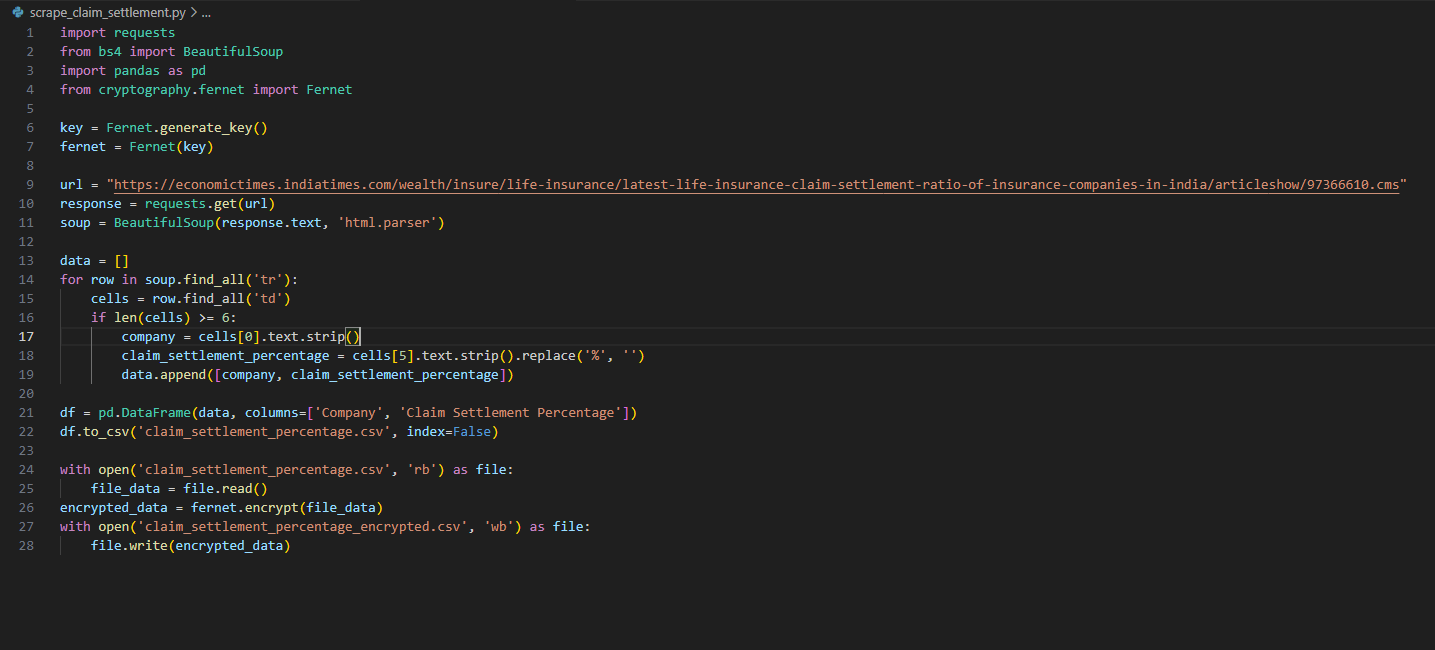 scrape_claim_settlement.py > ...
1 import requests
2 from bs4 import BeautifulSoup
3 import pandas as pd
4 from cryptography.fernet import Fernet
5
6 key = Fernet.generate_key()
7 fernet = Fernet(key)
8
9 url = "https://economictimes.indiatimes.com/wealth/insure/life-insurance/latest-life-insurance-claim-settlement-ratio-of-insurance-companies-in-india/articleshow/97366610.cms"
10 response = requests.get(url)
11 soup = BeautifulSoup(response.text, 'html.parser')
12
13 data = []
14 for row in soup.find_all('tr'):
15     cells = row.find_all('td')
16     if len(cells) >= 6:
17         company = cells[0].text.strip()
18         claim_settlement_percentage = cells[5].text.strip().replace('%', '')
19         data.append([company, claim_settlement_percentage])
20
21 df = pd.DataFrame(data, columns=['Company', 'Claim Settlement Percentage'])
22 df.to_csv('claim_settlement_percentage.csv', index=False)
23
24 with open('claim_settlement_percentage.csv', 'rb') as file:
25     file_data = file.read()
26 encrypted_data = fernet.encrypt(file_data)
27 with open('claim_settlement_percentage_encrypted.csv', 'wb') as file:
28     file.write(encrypted_data)